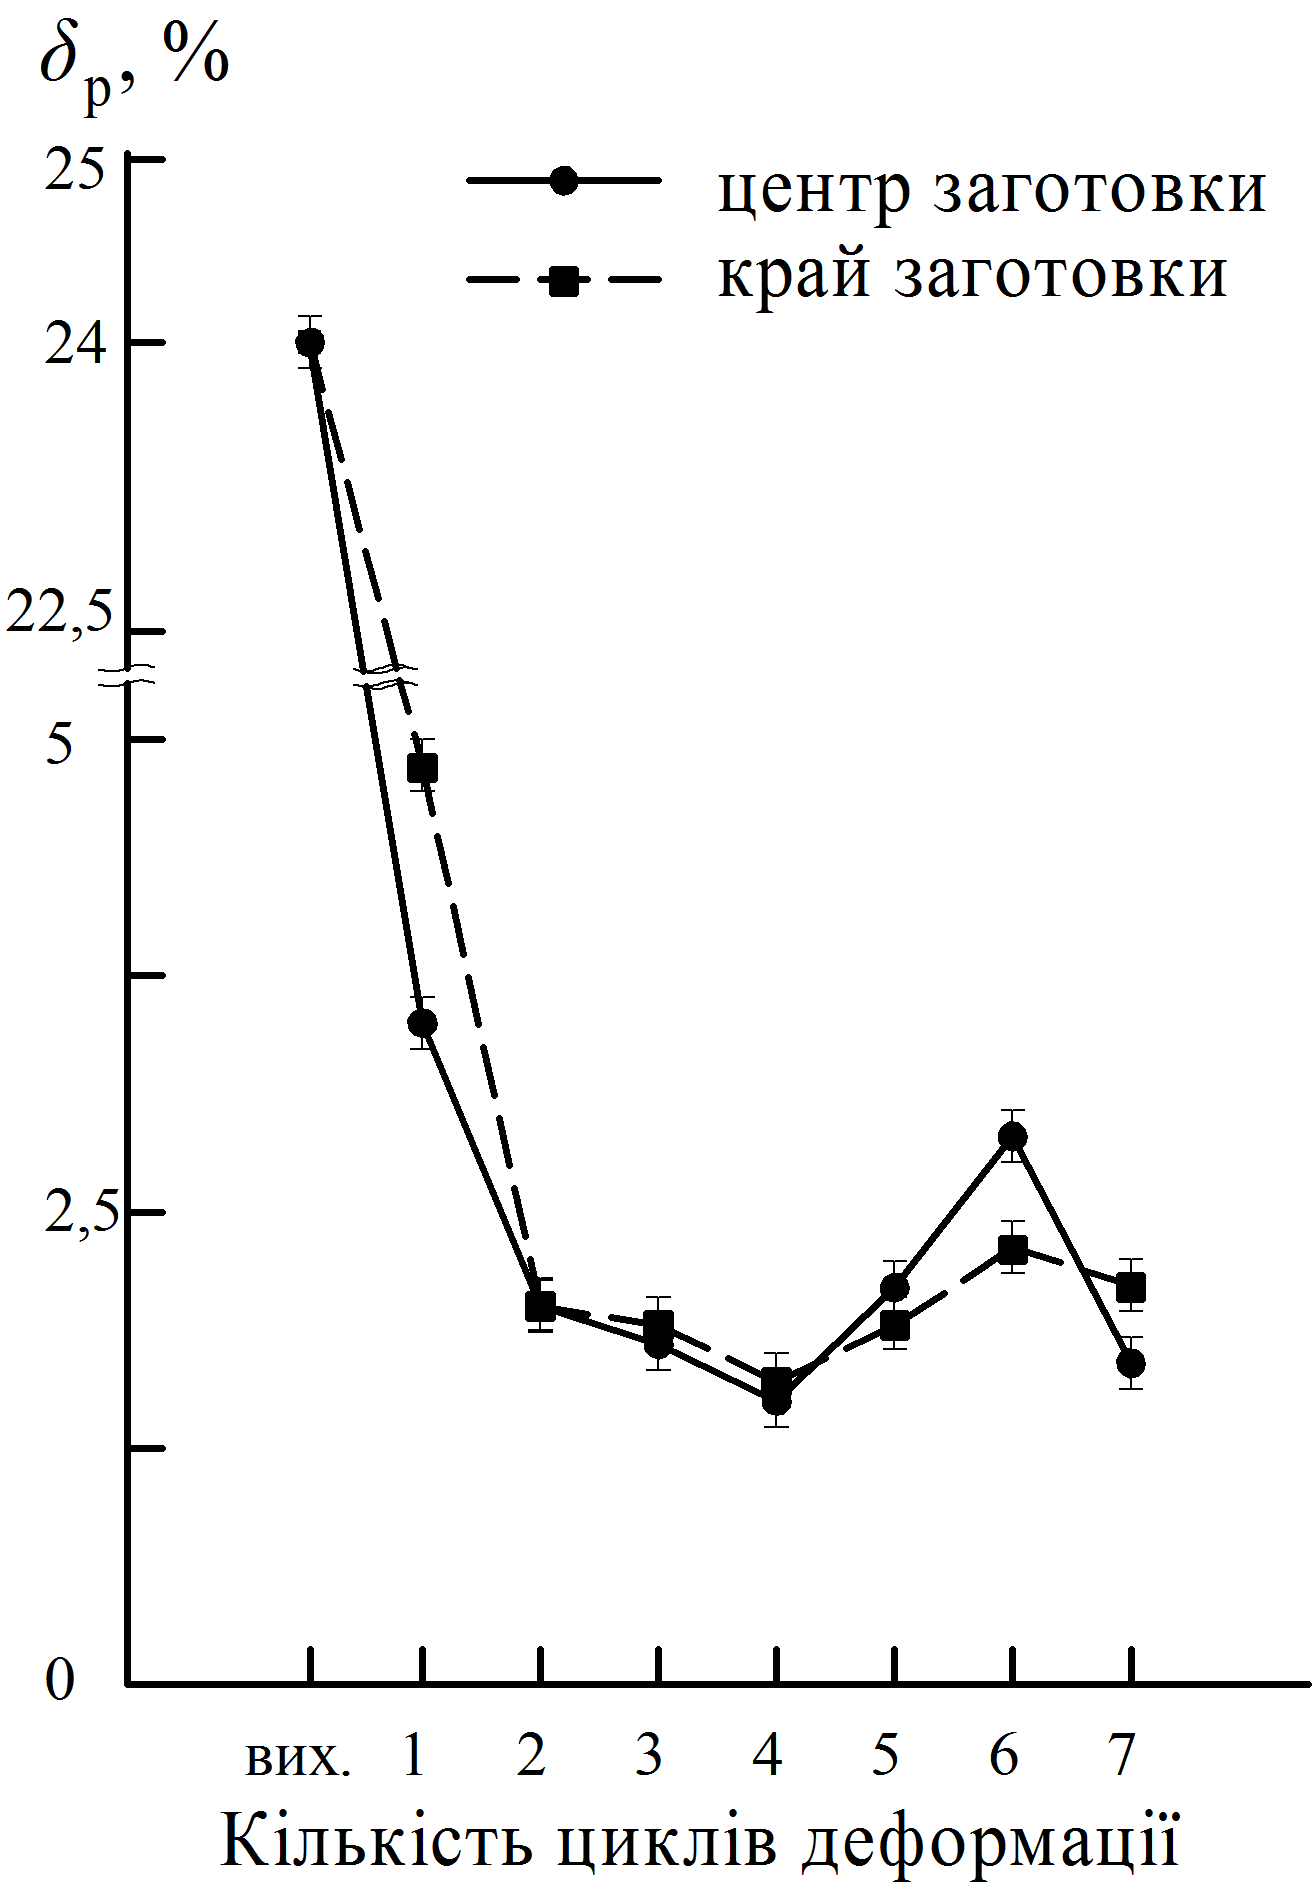 δр, %
25
центр заготовки
край заготовки
24
22,5
5
2,5
0
вих. 1 2 3 4 5 6 7
Кількість циклів деформації